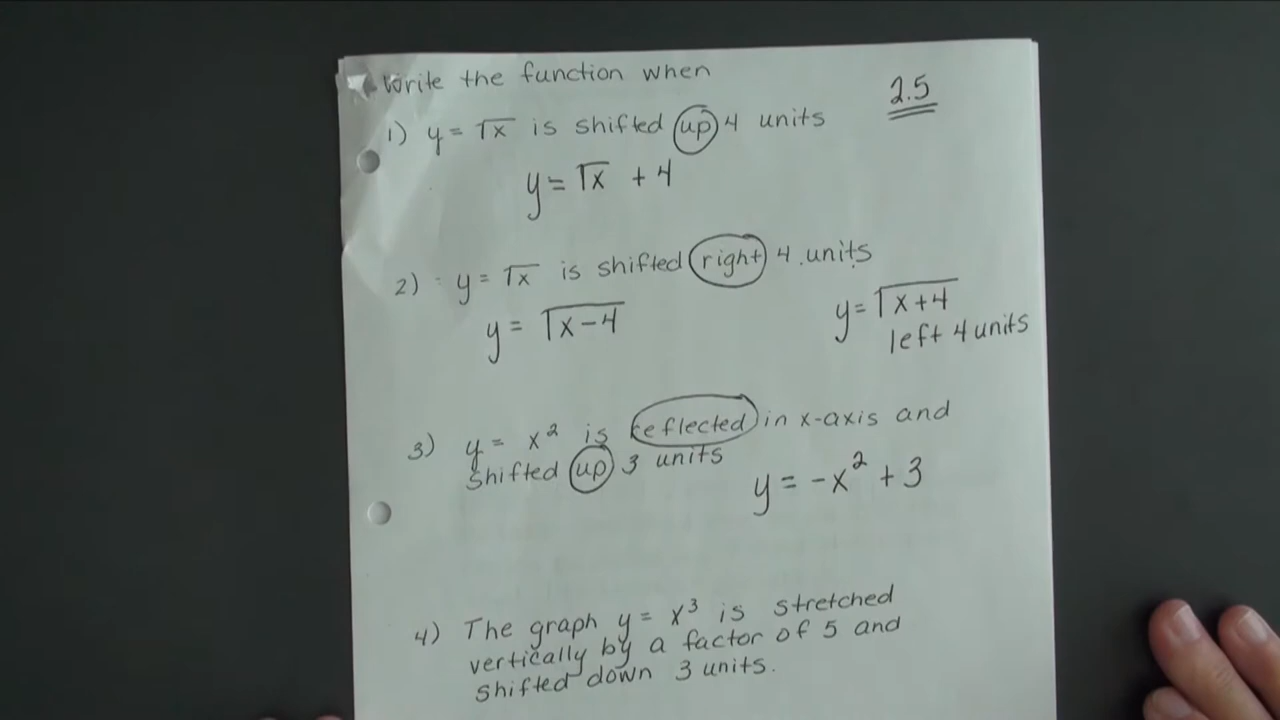 Write the function when
2.5
1) y = √x is shifted up 4 units
y = √x + 4
2) y = √x is shifted right 4 units
y = √x-4
y = √x+4
left 4 units
3) y = x² is reflected in x-axis and
shifted up 3 units
y = -x² + 3
4) The graph y = x³ is stretched
vertically by a factor of 5 and
shifted down 3 units.